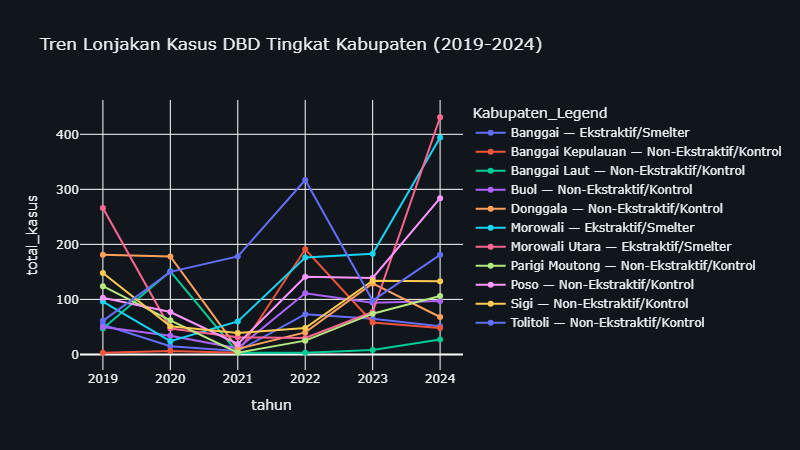 Tren Lonjakan Kasus DBD Tingkat Kabupaten (2019-2024)
Kabupaten_Legend
Banggai — Ekstraktif/Smelter
Banggai Kepulauan — Non-Ekstraktif/Kontrol
Banggai Laut — Non-Ekstraktif/Kontrol
Buol — Non-Ekstraktif/Kontrol
Donggala — Non-Ekstraktif/Kontrol
Morowali — Ekstraktif/Smelter
Morowali Utara — Ekstraktif/Smelter
Parigi Moutong — Non-Ekstraktif/Kontrol
Poso — Non-Ekstraktif/Kontrol
Sigi — Non-Ekstraktif/Kontrol
Tolitoli — Non-Ekstraktif/Kontrol
total_kasus
400
300
200
100
0
2019 2020 2021 2022 2023 2024
tahun